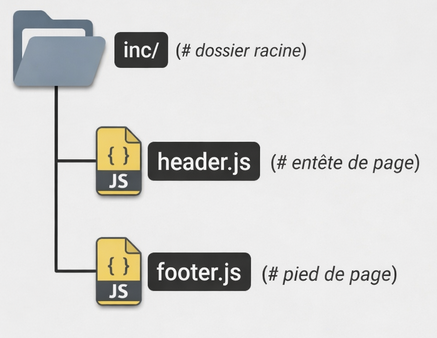 inc/ (# dossier racine)
{ } JS header.js (# entête de page)
{ } JS footer.js (# pied de page)